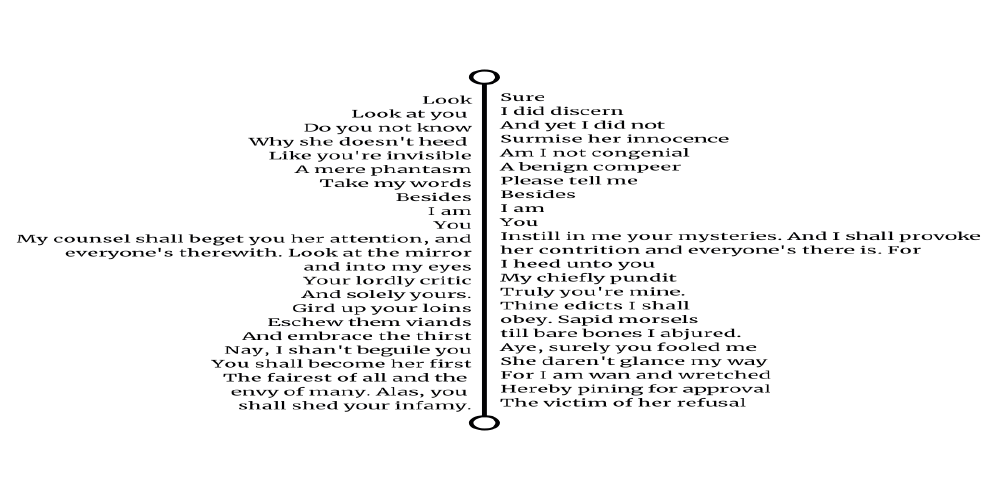 Look
Look at you
Do you not know
Why she doesn't heed
Like you're invisible
A mere phantasm
Take my words
Besides
I am
You
My counsel shall beget you her attention, and
everyone's therewith. Look at the mirror
and into my eyes
Your lordly critic
And solely yours.
Gird up your loins
Eschew them viands
And embrace the thirst
Nay, I shan't beguile you
You shall become her first
The fairest of all and the
envy of many. Alas, you
shall shed your infamy.
Sure
I did discern
And yet I did not
Surmise her innocence
Am I not congenial
A benign compeer
Please tell me
Besides
I am
You
Instill in me your mysteries. And I shall provoke
her contrition and everyone's there is. For
I heed unto you
My chiefly pundit
Truly you're mine.
Thine edicts I shall
obey. Sapid morsels
till bare bones I abjured.
Aye, surely you fooled me
She daren't glance my way
For I am wan and wretched
Hereby pining for approval
The victim of her refusal